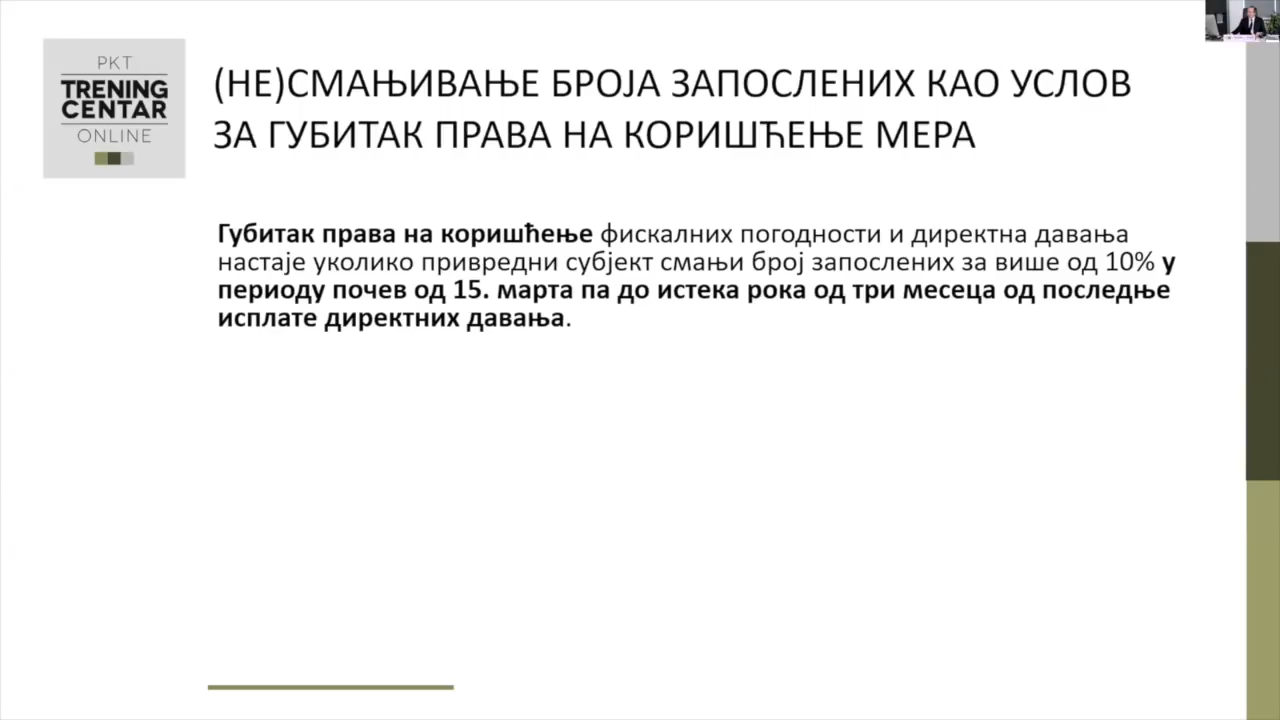 PKT
TRENING
CENTAR
ONLINE
(НЕ)СМАЊИВАЊЕ БРОЈА ЗАПОСЛЕНИХ КАО УСЛОВ
ЗА ГУБИТАК ПРАВА НА КОРИШЋЕЊЕ МЕРА
Губитак права на коришћење фискалних погодности и директна давања
настаје уколико привредни субјект смањи број запослених за више од 10% у
периоду почев од 15. марта па до истека рока од три месеца од последње
исплате директних давања.